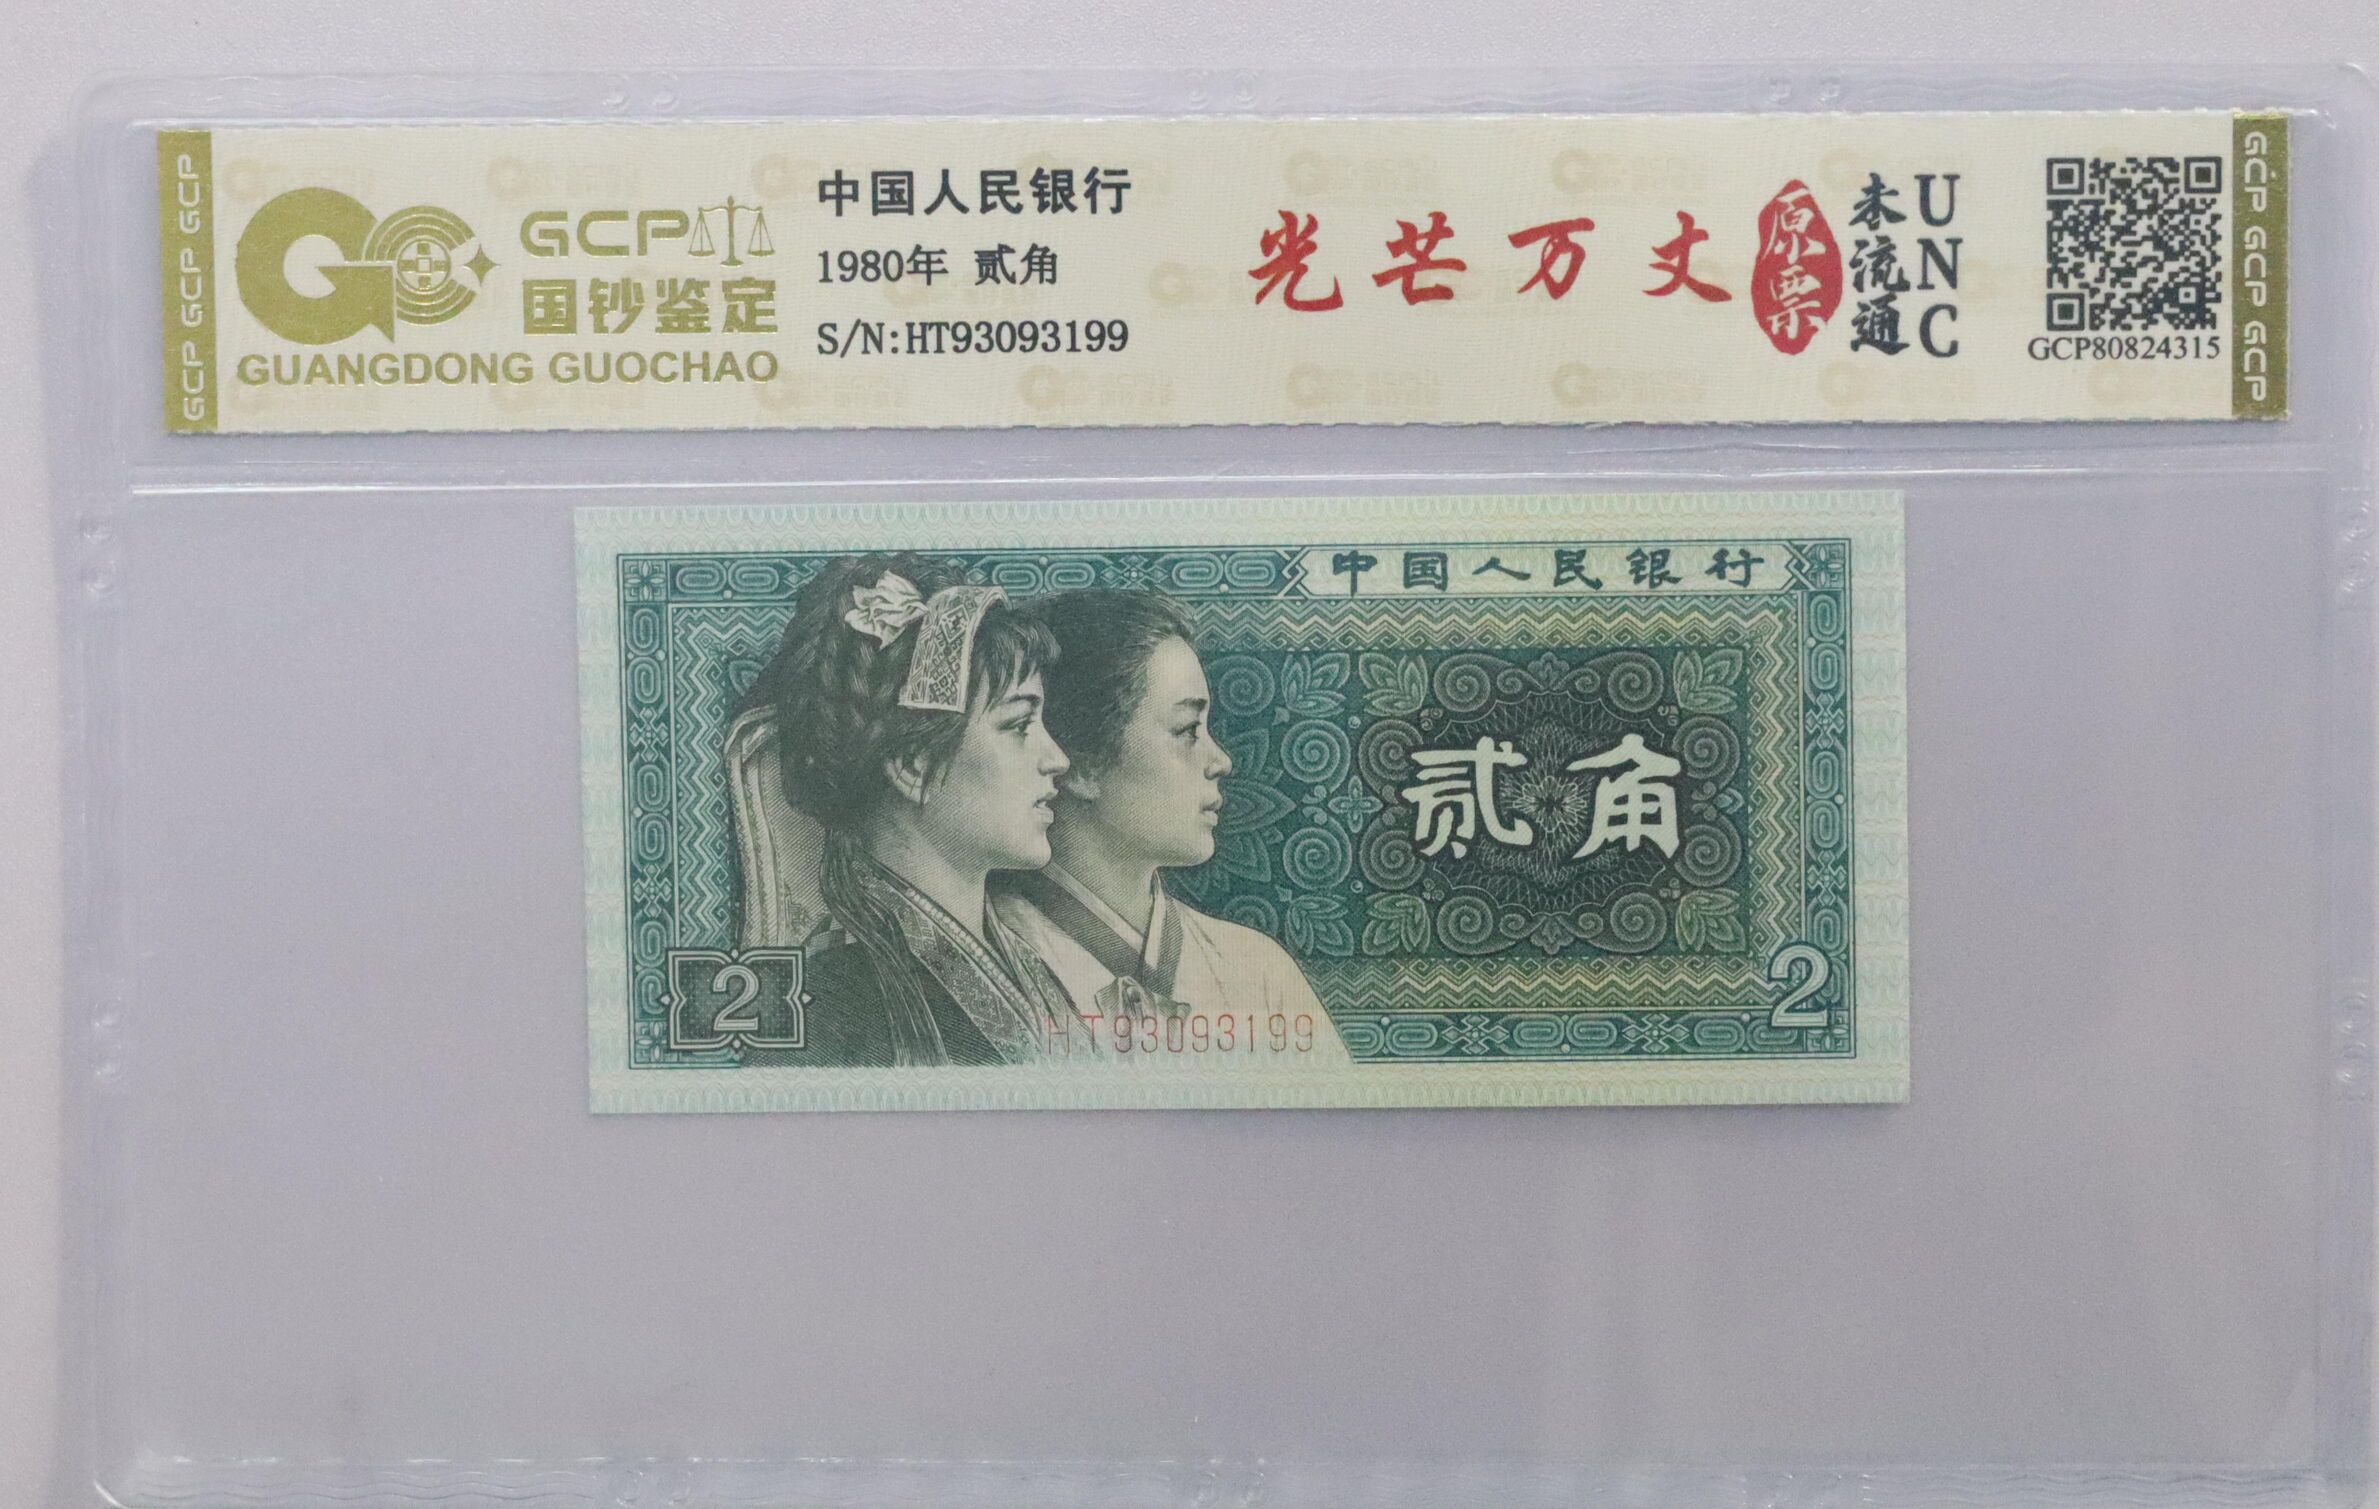 GCP GCP GCP
GCP
国钞鉴定
GUANGDONG GUOCHAO
中国人民银行
1980年 贰角
S/N:HT93093199
光芒万丈
原票
未流通
UNC
GCP80824315
GCP GCP GCP
中国人民银行
贰角
2
2
HT93093199